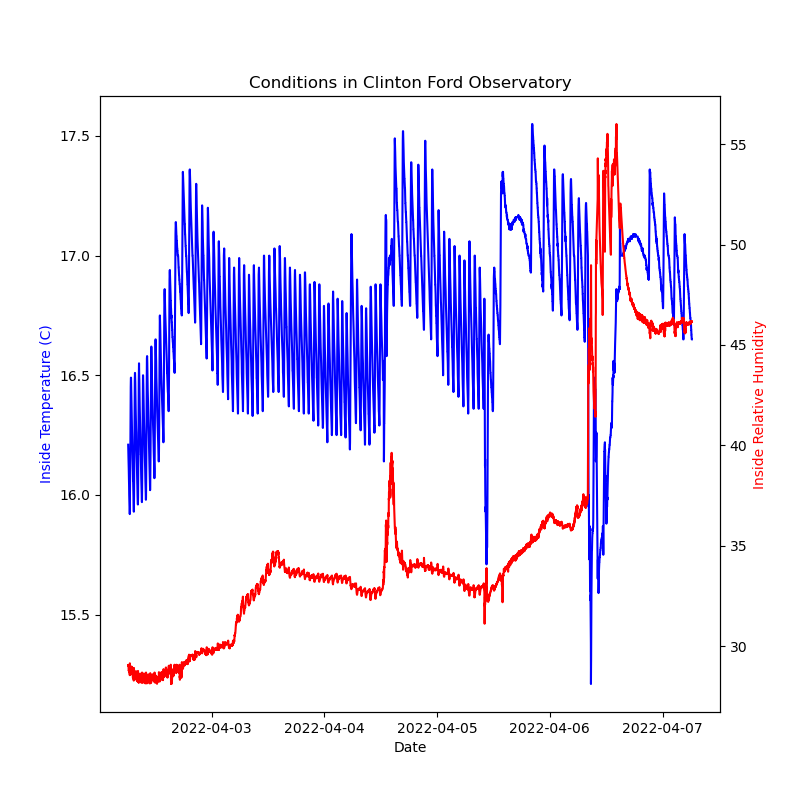 Conditions in Clinton Ford Observatory
17.5
17.0
16.5
16.0
15.5
Inside Temperature (C)
55
50
45
40
35
30
Inside Relative Humidity
2022-04-03 2022-04-04 2022-04-05 2022-04-06 2022-04-07
Date